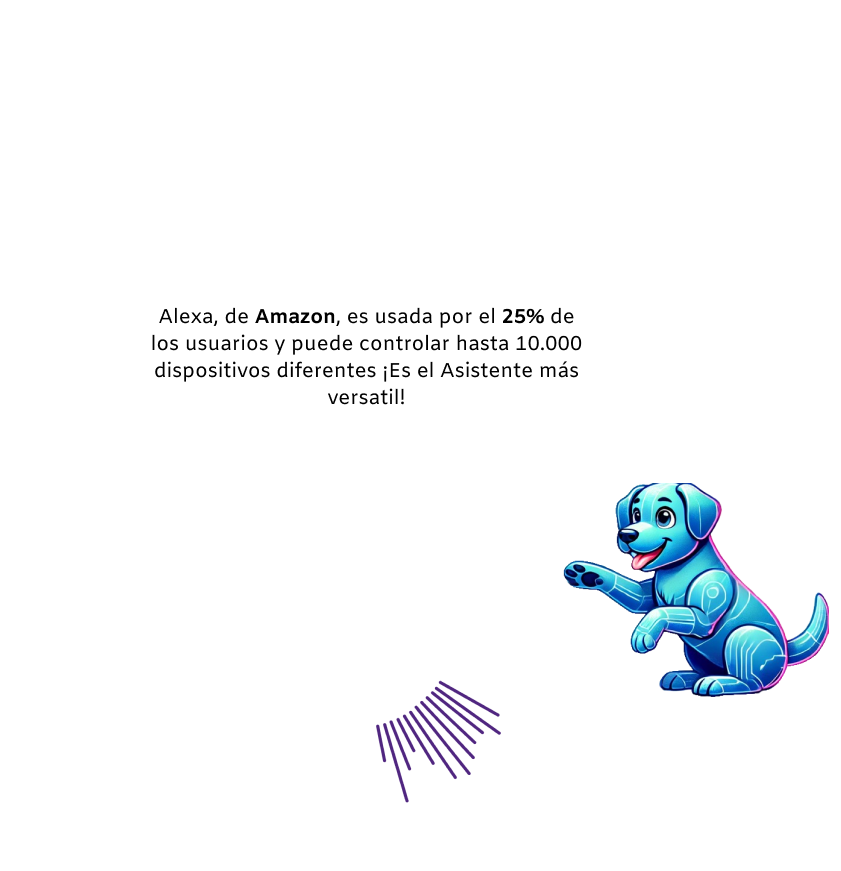 Alexa, de Amazon, es usada por el 25% de
los usuarios y puede controlar hasta 10.000
dispositivos diferentes ¡Es el Asistente más
versatil!